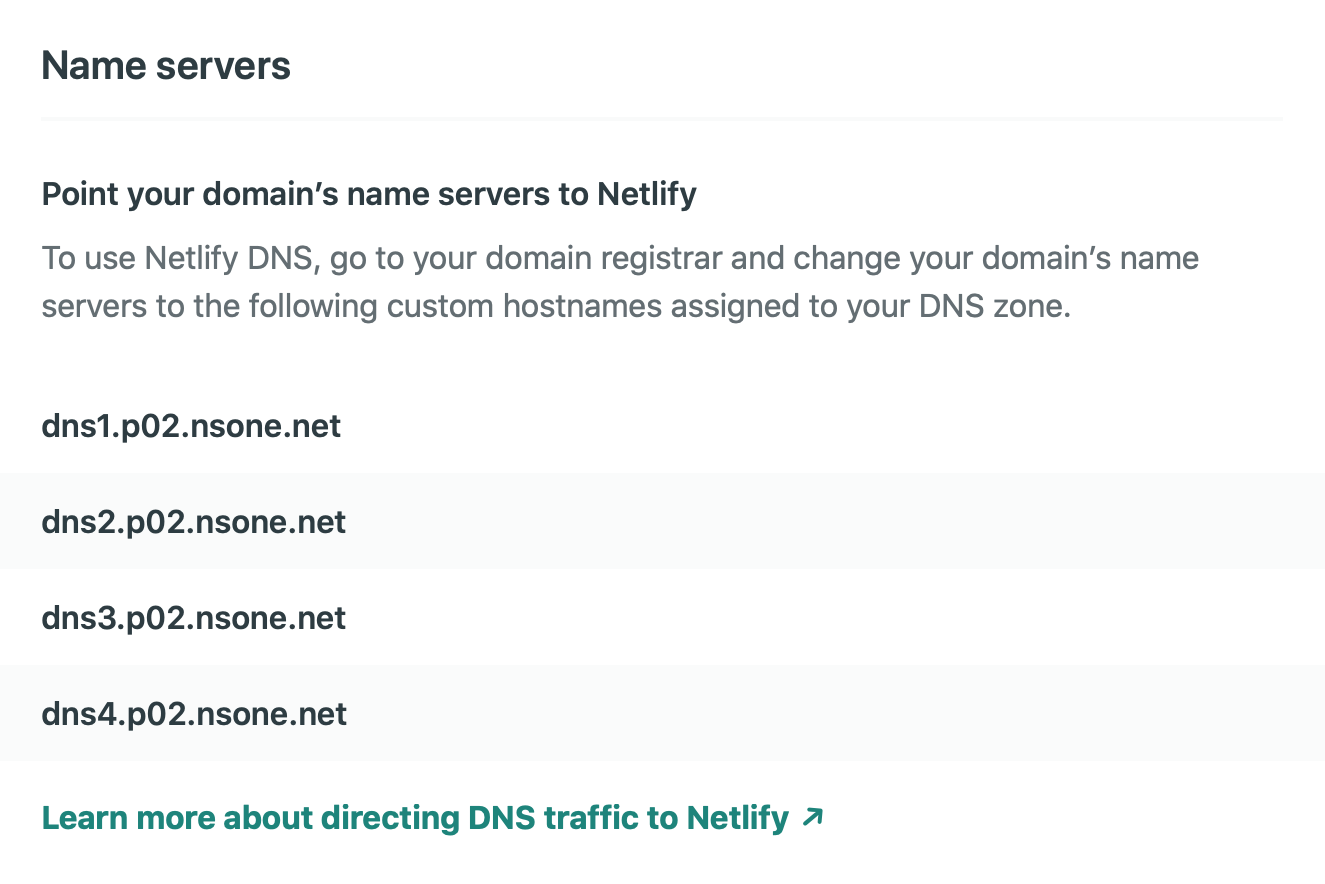 Name servers
Point your domain’s name servers to Netlify
To use Netlify DNS, go to your domain registrar and change your domain’s name
servers to the following custom hostnames assigned to your DNS zone.
dns1.p02.nsone.net
dns2.p02.nsone.net
dns3.p02.nsone.net
dns4.p02.nsone.net
Learn more about directing DNS traffic to Netlify ↗